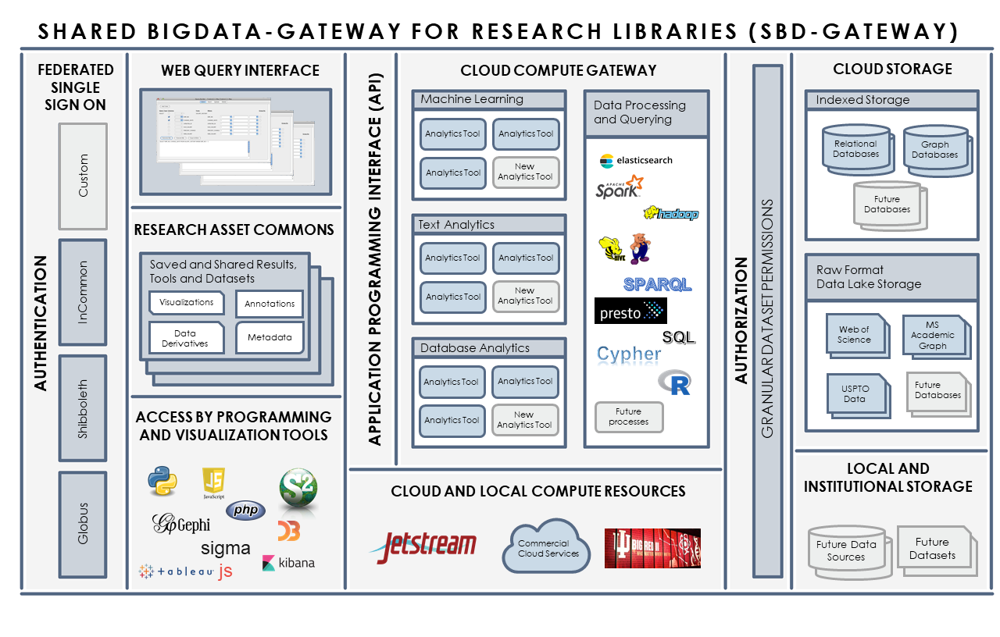 SHARED BIGDATA-GATEWAY FOR RESEARCH LIBRARIES (SBD-GATEWAY)
FEDERATED
SINGLE
SIGN ON
AUTHENTICATION
Custom
InCommon
Shibboleth
Globus
WEB QUERY INTERFACE
RESEARCH ASSET COMMONS
Saved and Shared Results,
Tools and Datasets
Visualizations
Annotations
Data
Derivatives
Metadata
ACCESS BY PROGRAMMING
AND VISUALIZATION TOOLS
JS
JavaScript
S2
php
Gephi
D3
sigma
js
kibana
+ableau
APPLICATION PROGRAMMING INTERFACE (API)
CLOUD COMPUTE GATEWAY
Machine Learning
Analytics Tool
Analytics Tool
Analytics Tool
New
Analytics Tool
Text Analytics
Analytics Tool
Analytics Tool
Analytics Tool
New
Analytics Tool
Database Analytics
Analytics Tool
Analytics Tool
Analytics Tool
New
Analytics Tool
Data Processing
and Querying
elasticsearch
APACHE
Spark
hadoop
HIVE
SPARQL
presto
SQL
Cypher
R
Future
processes
CLOUD AND LOCAL COMPUTE RESOURCES
Jetstream
Commercial
Cloud Services
BIG RED II
AUTHORIZATION
GRANULAR DATASET PERMISSIONS
CLOUD STORAGE
Indexed Storage
Relational
Databases
Graph
Databases
Future
Databases
Raw Format
Data Lake Storage
Web of
Science
MS
Academic
Graph
USPTO
Data
Future
Databases
LOCAL AND
INSTITUTIONAL STORAGE
Future Data
Sources
Future
Datasets